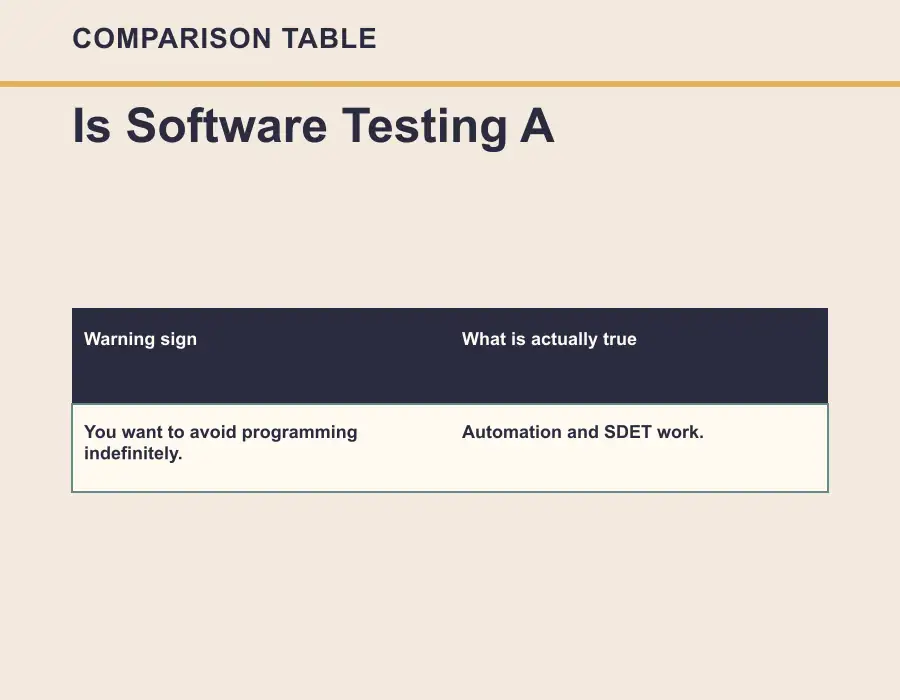 COMPARISON TABLE
Is Software Testing A
Warning sign
What is actually true
You want to avoid programming
indefinitely.
Automation and SDET work.